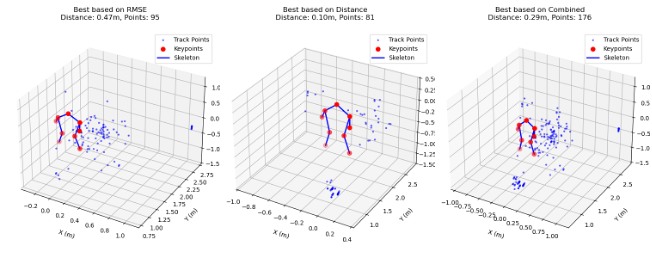 Best based on RMSE
Distance: 0.47m, Points: 95
Track Points
Keypoints
Skeleton
1.0
0.5
0.0
-0.5
-1.0
-1.5
2.75
2.50
2.25
2.00
1.75
1.50
1.25
1.00
0.75
Y (m)
-0.2
0.0
0.2
0.4
0.6
0.8
1.0
X (m)
Best based on Distance
Distance: 0.10m, Points: 81
Track Points
Keypoints
Skeleton
0.50
0.25
0.00
-0.25
-0.50
-0.75
-1.00
-1.25
-1.50
2.5
2.0
1.5
1.0
Y (m)
-1.0
-0.8
-0.6
-0.4
-0.2
0.0
0.2
0.4
X (m)
Best based on Combined
Distance: 0.29m, Points: 176
Track Points
Keypoints
Skeleton
1.0
0.5
0.0
-0.5
-1.0
-1.5
2.5
2.0
1.5
1.0
Y (m)
-1.00
-0.75
-0.50
-0.25
0.00
0.25
0.50
0.75
1.00
X (m)